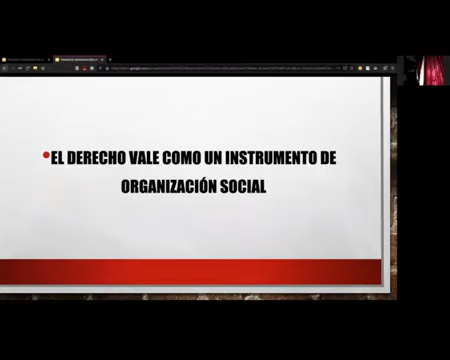 EL DERECHO VALE COMO UN INSTRUMENTO DE
ORGANIZACIÓN SOCIAL